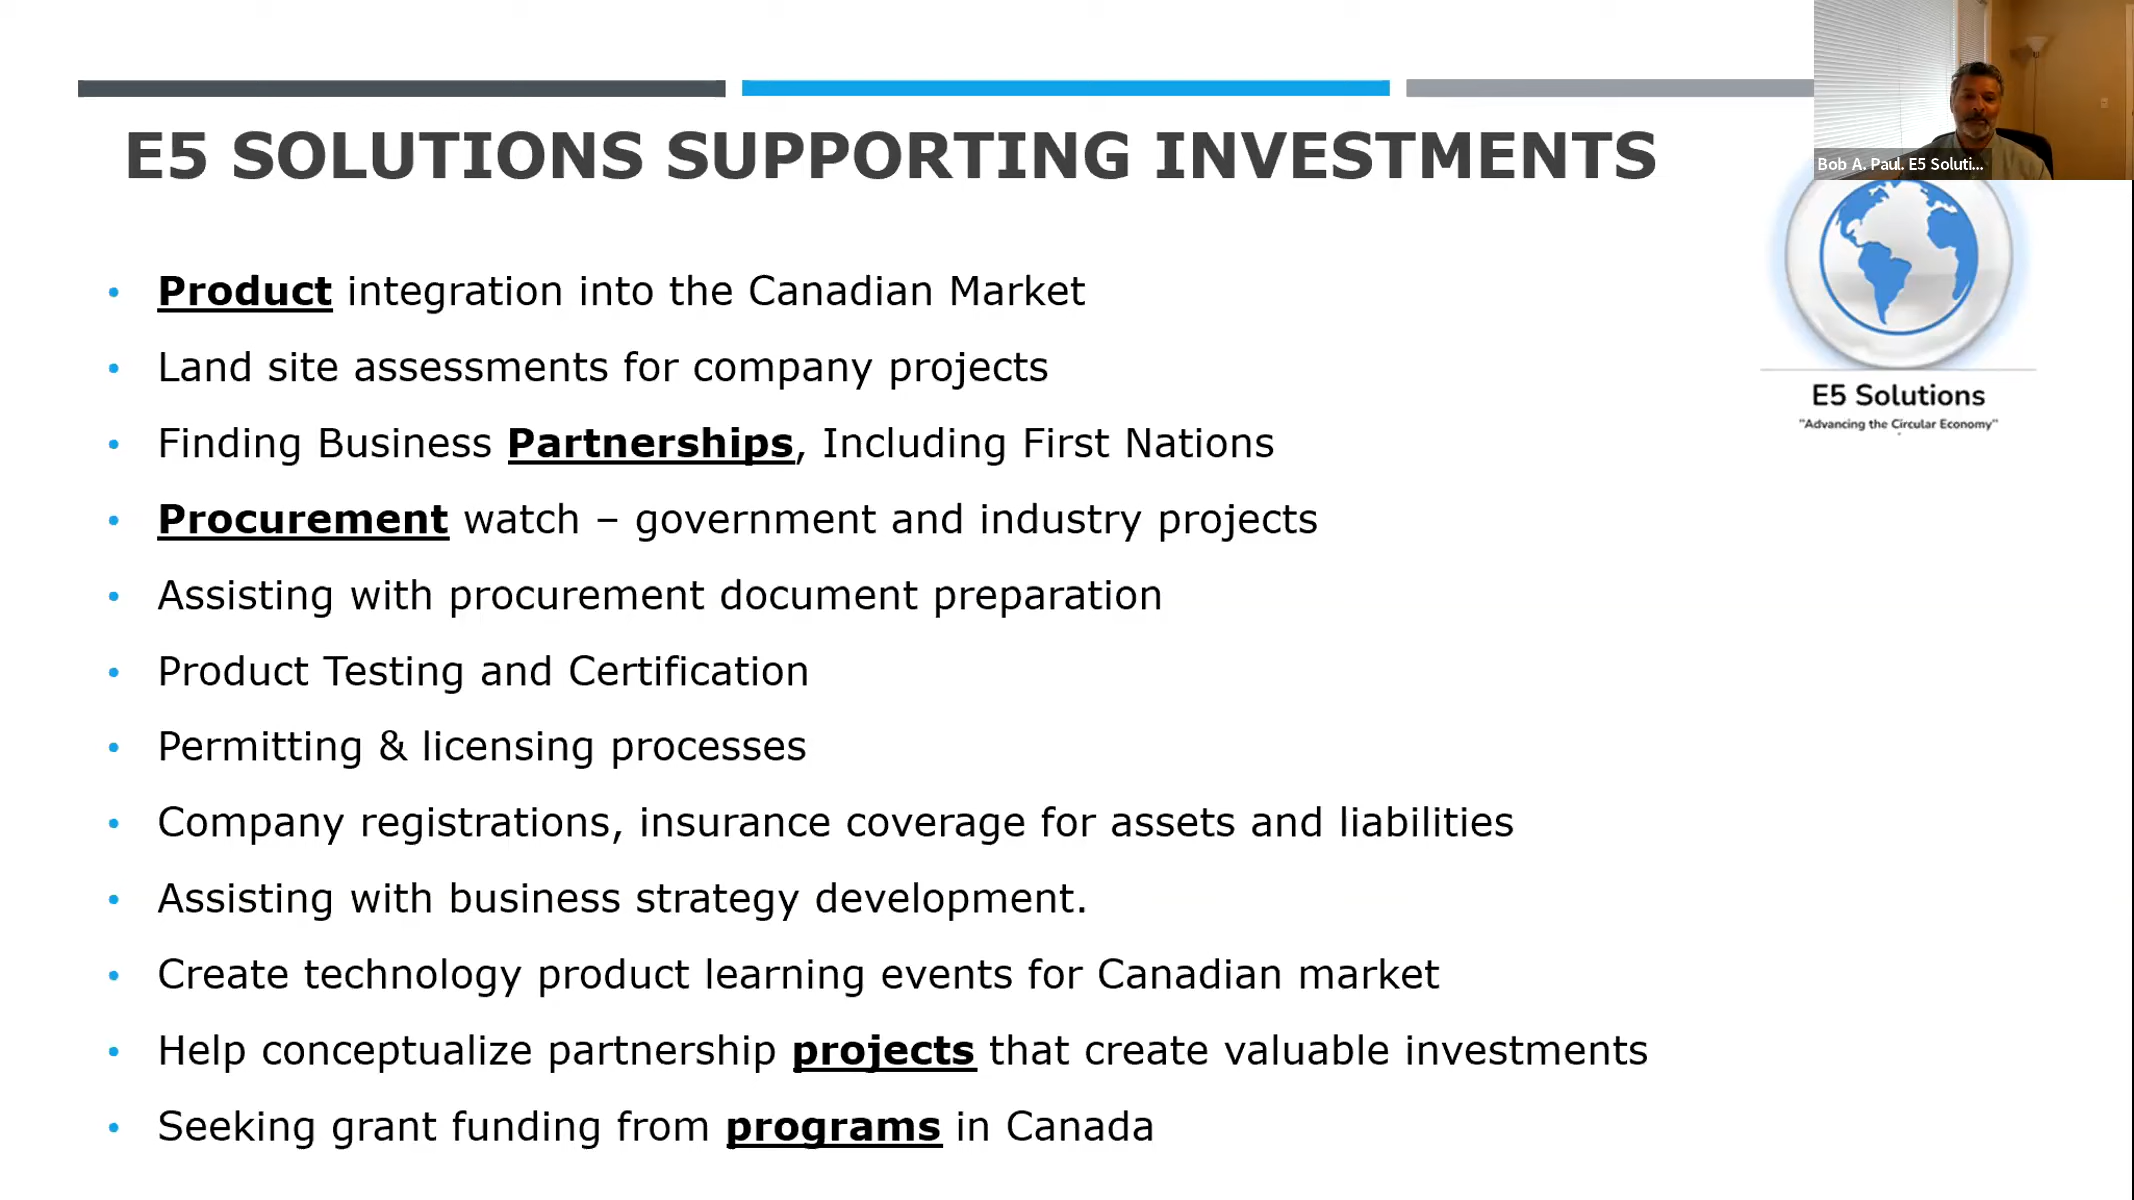 Bob A. Paul. E5 Soluti...
E5 SOLUTIONS SUPPORTING INVESTMENTS
• Product integration into the Canadian Market
• Land site assessments for company projects
• Finding Business Partnerships, Including First Nations
• Procurement watch – government and industry projects
• Assisting with procurement document preparation
• Product Testing and Certification
• Permitting & licensing processes
• Company registrations, insurance coverage for assets and liabilities
• Assisting with business strategy development.
• Create technology product learning events for Canadian market
• Help conceptualize partnership projects that create valuable investments
• Seeking grant funding from programs in Canada
E5 Solutions
"Advancing the Circular Economy"